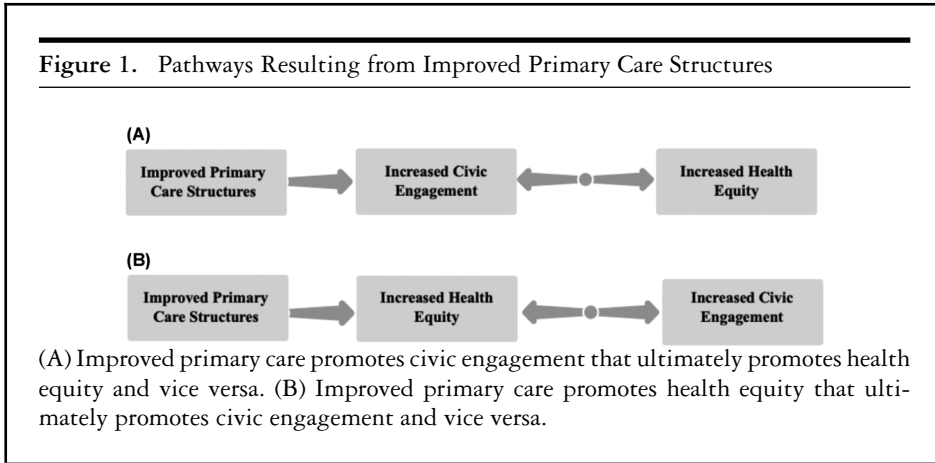 Figure 1. Pathways Resulting from Improved Primary Care Structures
(A)
Improved Primary
Care Structures
Increased Civic
Engagement
Increased Health
Equity
(B)
Improved Primary
Care Structures
Increased Health
Equity
Increased Civic
Engagement
(A) Improved primary care promotes civic engagement that ultimately promotes health
equity and vice versa. (B) Improved primary care promotes health equity that ulti-
mately promotes civic engagement and vice versa.